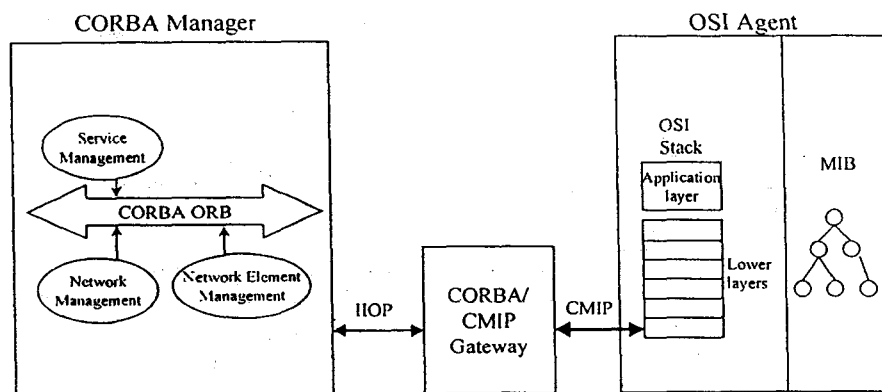 CORBA Manager
OSI Agent
Service
Management
CORBA ORB
Network
Management
Network Element
Management
IIOP
CORBA/
CMIP
Gateway
CMIP
OSI
Stack
Application
layer
Lower
layers
MIB